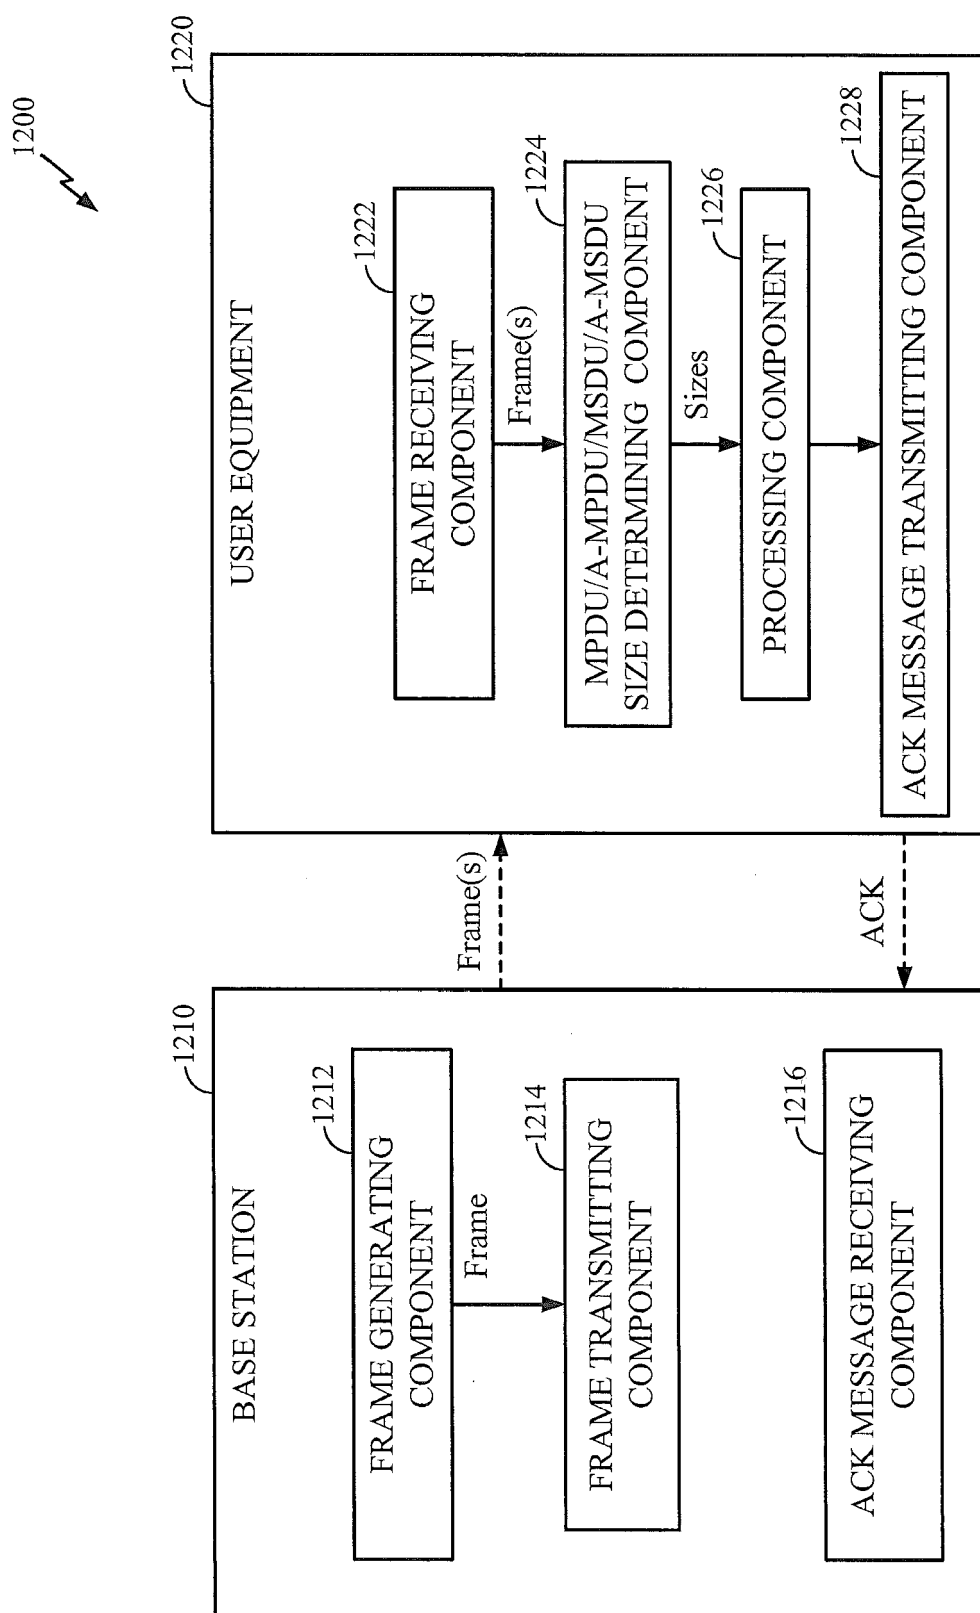 1200
1210
BASE STATION
1212
FRAME GENERATING
COMPONENT
Frame
1214
FRAME TRANSMITTING
COMPONENT
1216
ACK MESSAGE RECEIVING
COMPONENT
Frame(s)
ACK
1220
USER EQUIPMENT
1222
FRAME RECEIVING
COMPONENT
Frame(s)
1224
MPDU/A-MPDU/MSDU/A-MSDU
SIZE DETERMINING COMPONENT
Sizes
1226
PROCESSING COMPONENT
1228
ACK MESSAGE TRANSMITTING COMPONENT